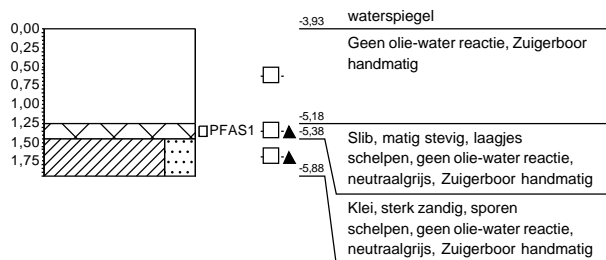 0,00
0,25
0,50
0,75
1,00
1,25
1,50
1,75
PFAS1
-3,93
waterspiegel
Geen olie-water reactie, Zuigerboor
handmatig
-5,18
-5,38
Slib, matig stevig, laagjes
schelpen, geen olie-water reactie,
neutraalgrijs, Zuigerboor handmatig
-5,88
Klei, sterk zandig, sporen
schelpen, geen olie-water reactie,
neutraalgrijs, Zuigerboor handmatig